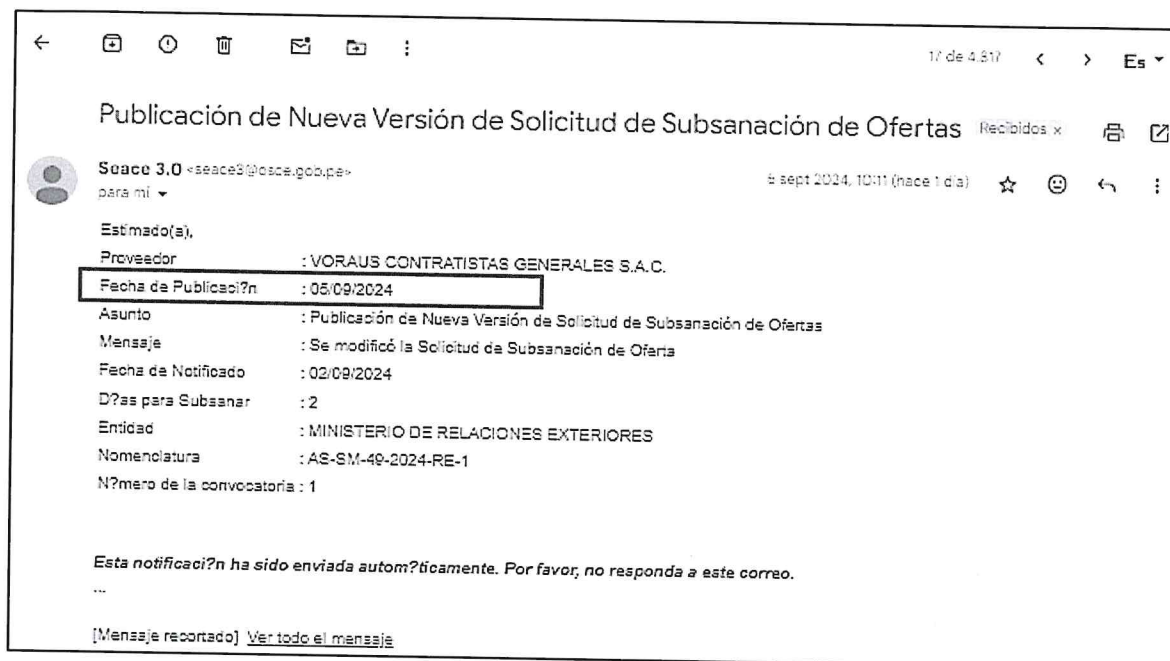 17 de 4.817 Es
Publicación de Nueva Versión de Solicitud de Subsanación de Ofertas Recibidos x
Seace 3.0 <seace3@osce.gob.pe> sept 2024, 10:11 (hace 1 día)
para mí
Estimado(a),
Proveedor : VORAUS CONTRATISTAS GENERALES S.A.C.
Fecha de Publicaci?n : 05/09/2024
Asunto : Publicación de Nueva Versión de Solicitud de Subsanación de Ofertas
Mensaje : Se modificó la Solicitud de Subsanación de Oferta
Fecha de Notificado : 02/09/2024
D?as para Subsanar : 2
Entidad : MINISTERIO DE RELACIONES EXTERIORES
Nomenclatura : AS-SM-49-2024-RE-1
N?mero de la convocatoria : 1
Esta notificaci?n ha sido enviada autom?ticamente. Por favor, no responda a este correo.
...
[Mensaje recortado] Ver todo el mensaje